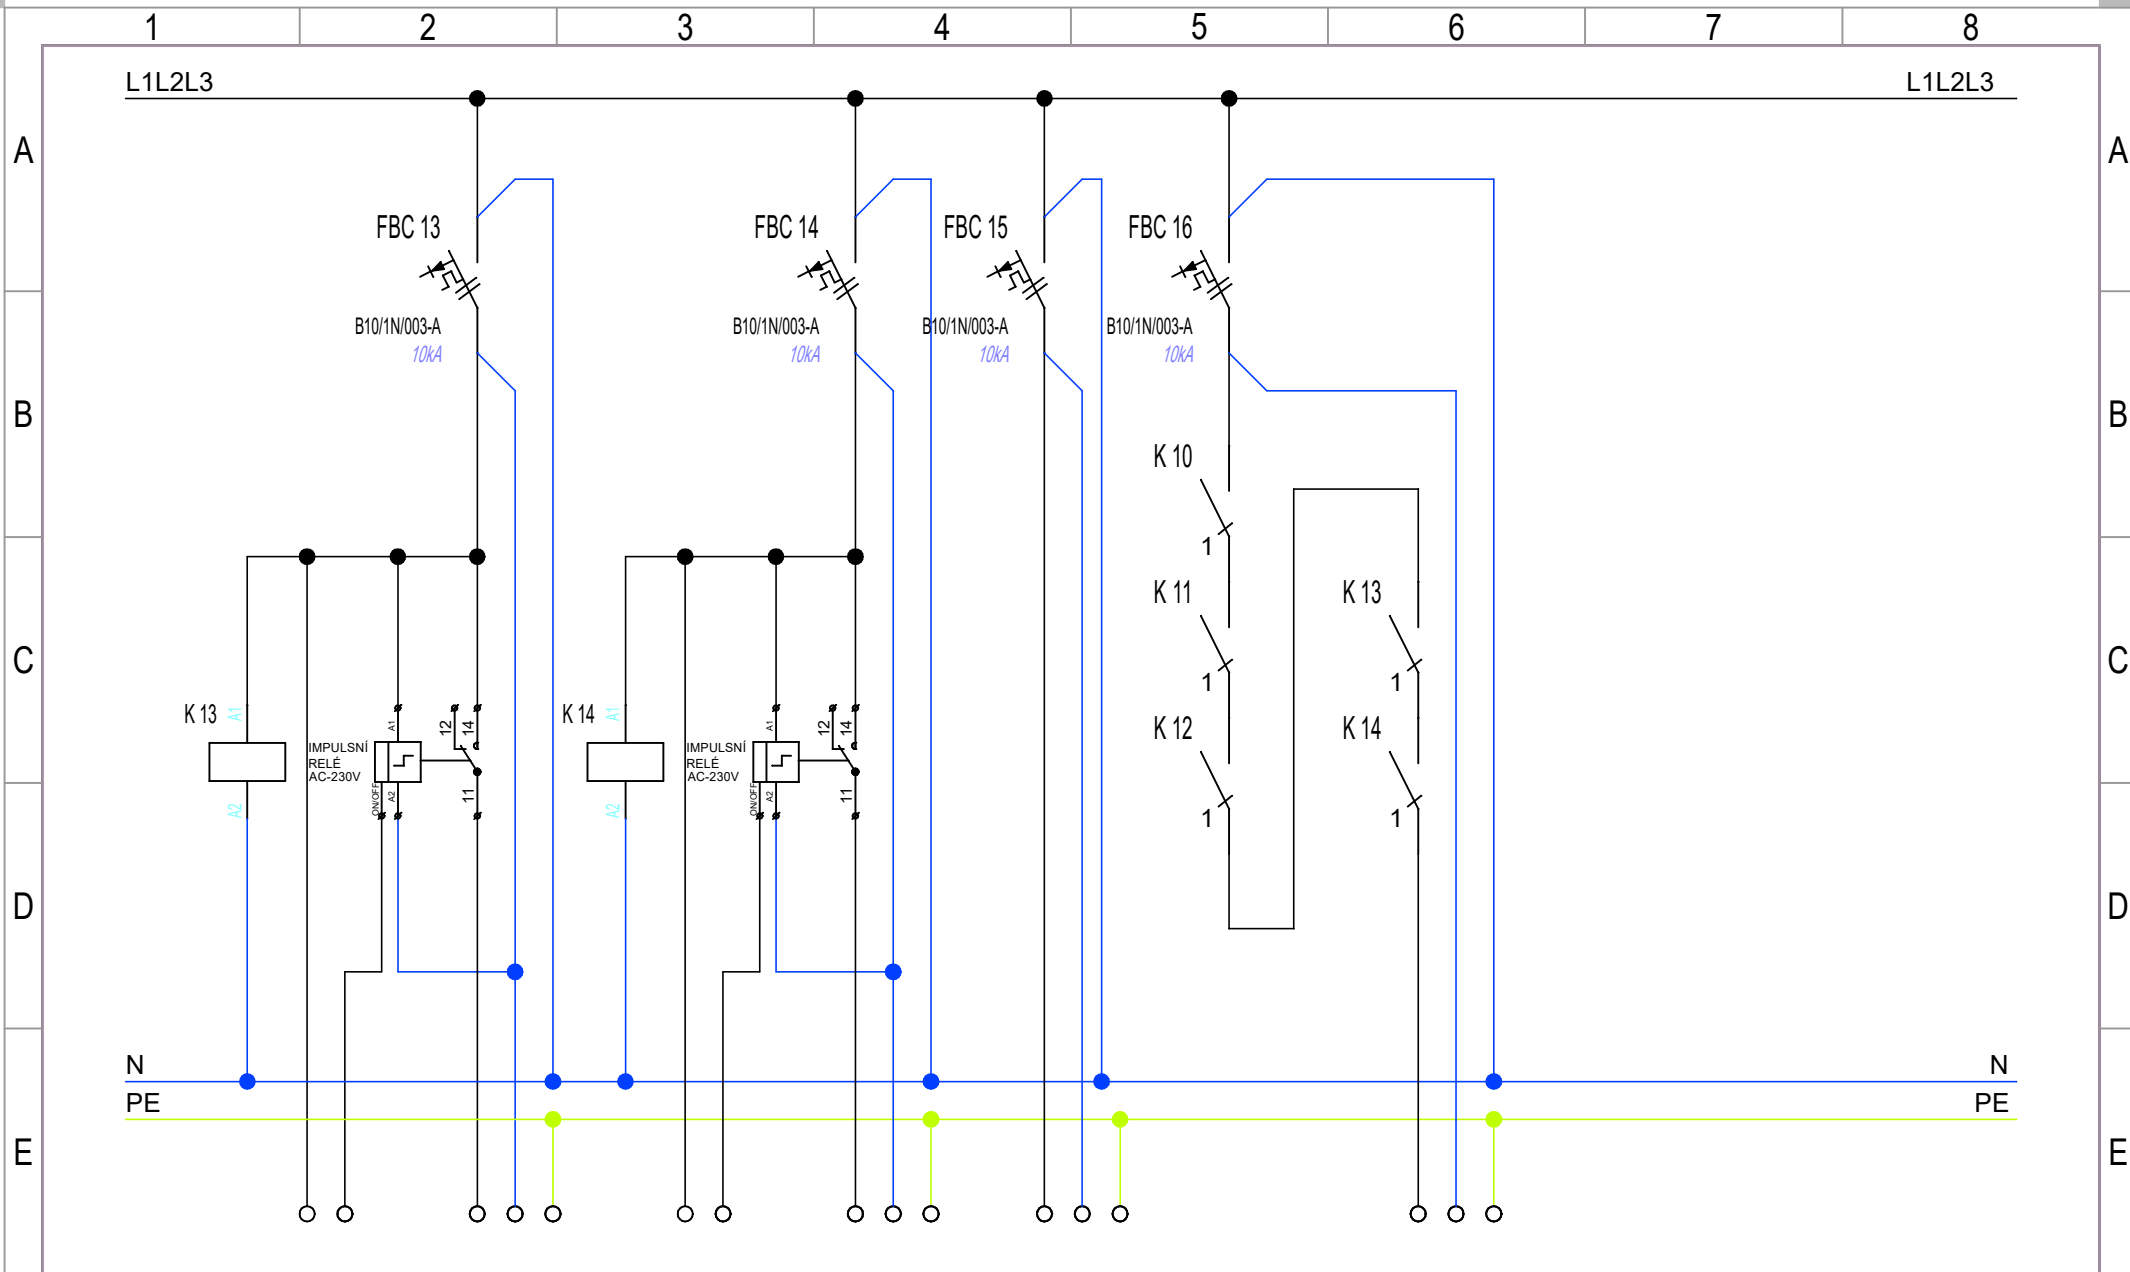 1 2 3 4 5 6 7 8
L1L2L3 L1L2L3
A A
FBC 13 FBC 14 FBC 15 FBC 16
B10/1N/003-A B10/1N/003-A B10/1N/003-A B10/1N/003-A
10kA 10kA 10kA 10kA
B B
K 10
1
K 11 K 13
C C
1 1
K 13 A1 A1 12 14 K 14 A1 A1 12 14 K 12 K 14
IMPULSNÍ IMPULSNÍ
RELÉ RELÉ
AC-230V AC-230V
A2 ON/OFF A2 11 A2 ON/OFF A2 11 1 1
D D
N N
PE PE
E E